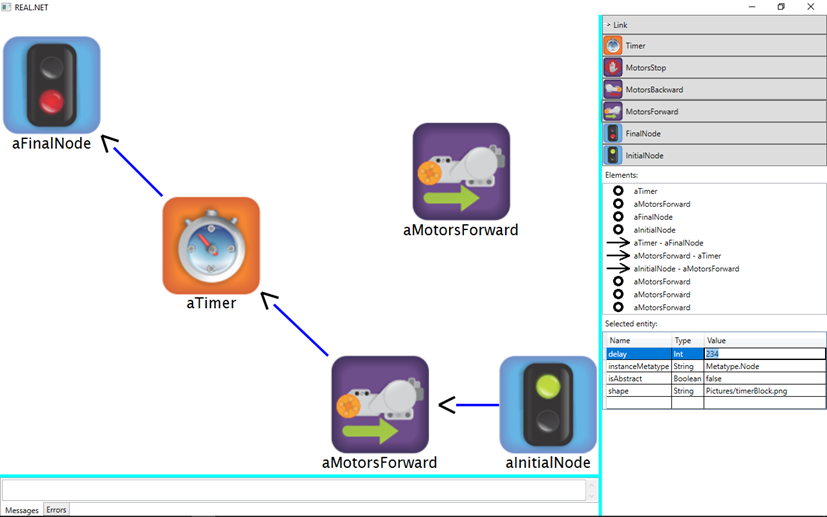 REAL.NET
aFinalNode
aMotorsForward
aTimer
aMotorsForward
aInitialNode
Messages Errors
Link
Timer
MotorsStop
MotorsBackward
MotorsForward
FinalNode
InitialNode
Elements:
aTimer
aMotorsForward
aFinalNode
aInitialNode
aTimer - aFinalNode
aMotorsForward - aTimer
aInitialNode - aMotorsForward
aMotorsForward
aMotorsForward
aMotorsForward
Selected entity:
Name Type Value
delay Int 234
instanceMetatype String Metatype.Node
isAbstract Boolean false
shape String Pictures/timerBlock.png